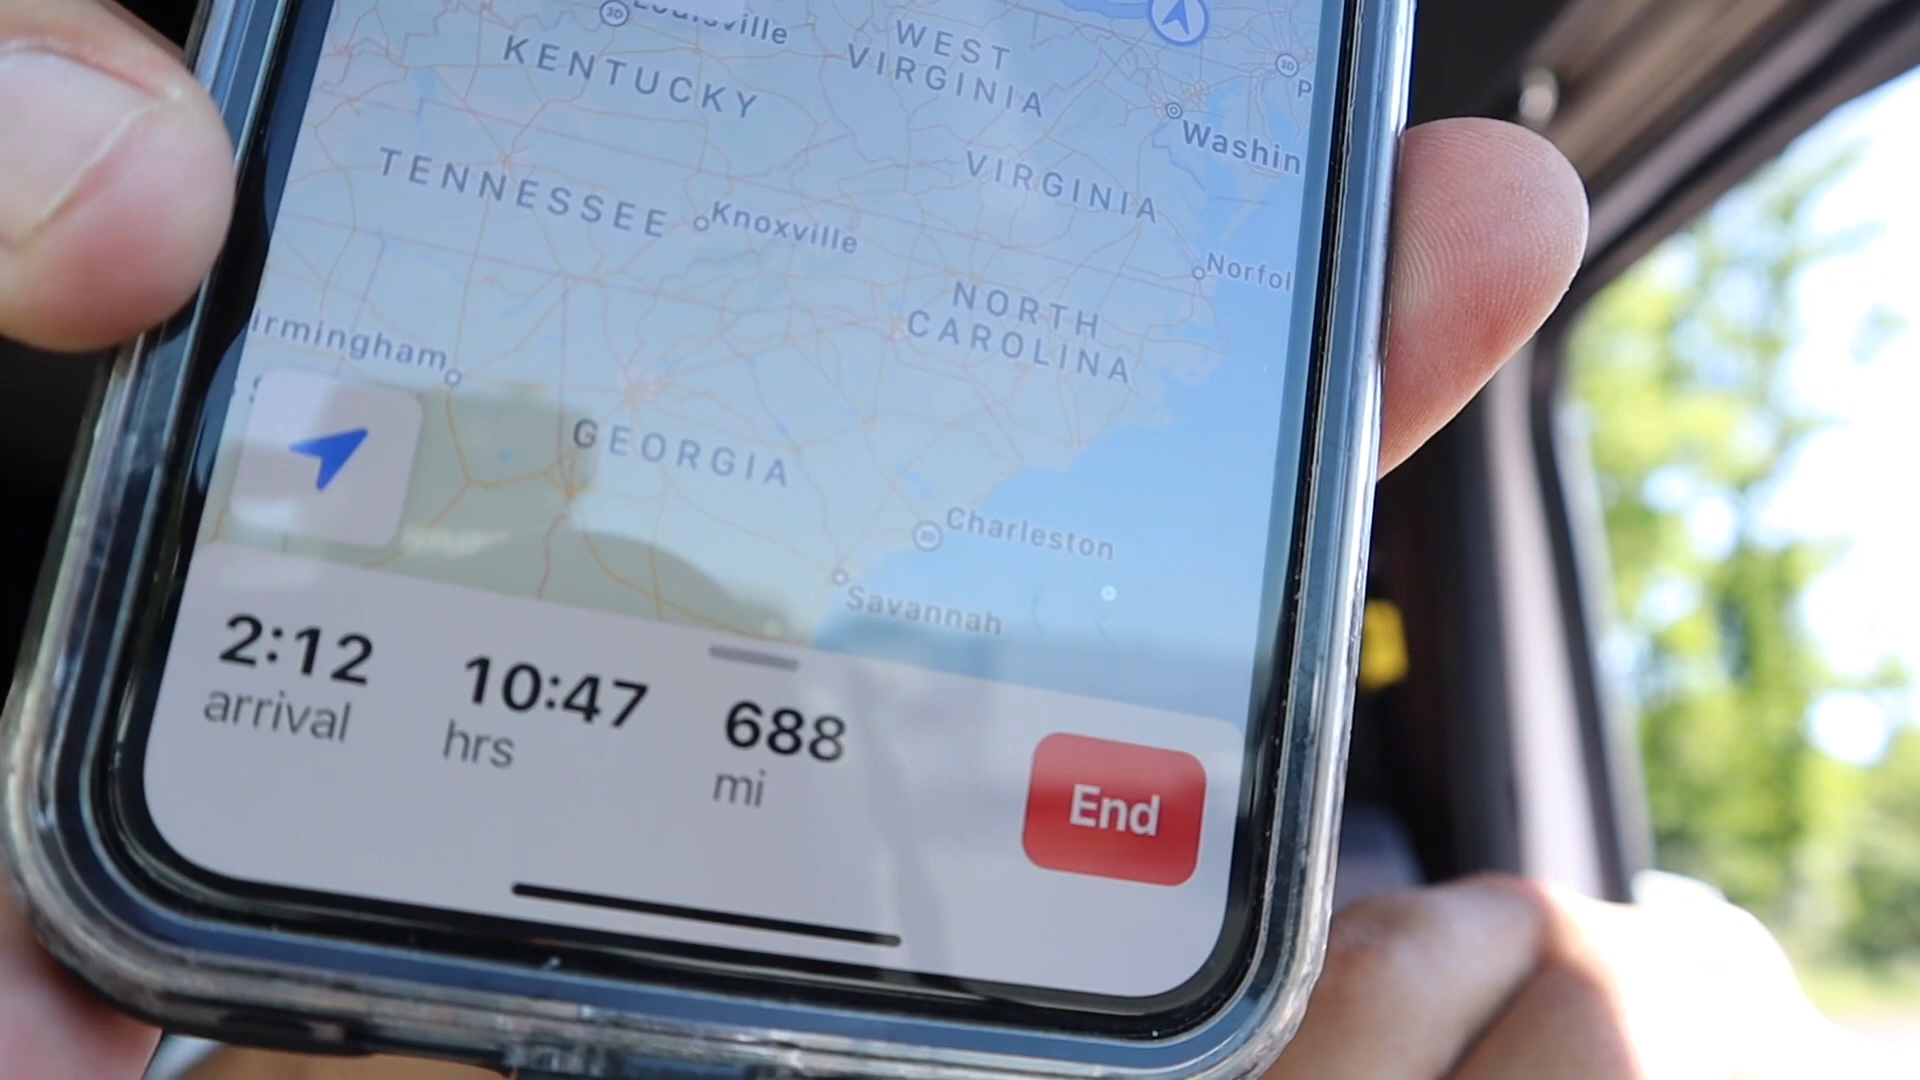 WEST
VIRGINIA
KENTUCKY
P
Washin
TENNESSEE
VIRGINIA
Knoxville
Norfol
NORTH
CAROLINA
irmingham
GEORGIA
Charleston
Savannah
2:12
arrival
10:47
hrs
688
mi
End